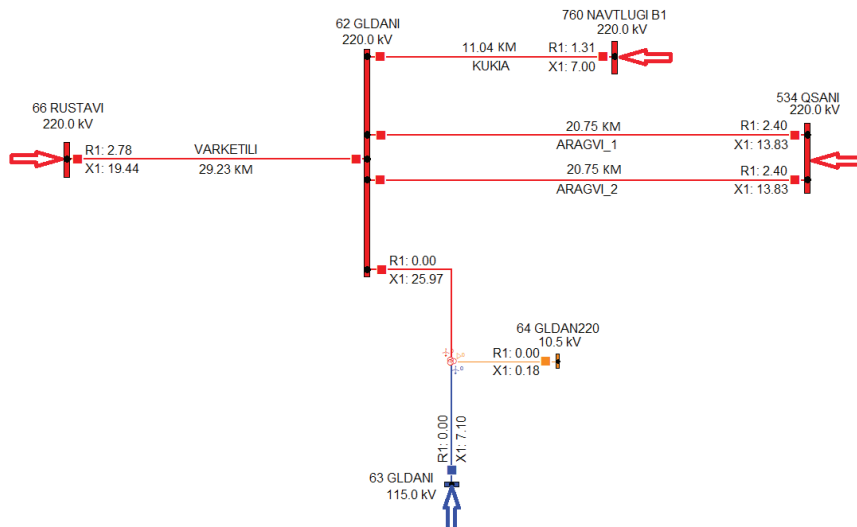 62 GLDANI
220.0 kV
760 NAVTLUGI B1
220.0 kV
11.04 KM
KUKIA
R1: 1.31
X1: 7.00
66 RUSTAVI
220.0 kV
R1: 2.78
X1: 19.44
VARKETILI
29.23 KM
534 QSANI
220.0 kV
20.75 KM
ARAGVI_1
R1: 2.40
X1: 13.83
20.75 KM
ARAGVI_2
R1: 2.40
X1: 13.83
R1: 0.00
X1: 25.97
64 GLDAN220
10.5 kV
R1: 0.00
X1: 0.18
R1: 0.00
X1: 7.10
63 GLDANI
115.0 kV